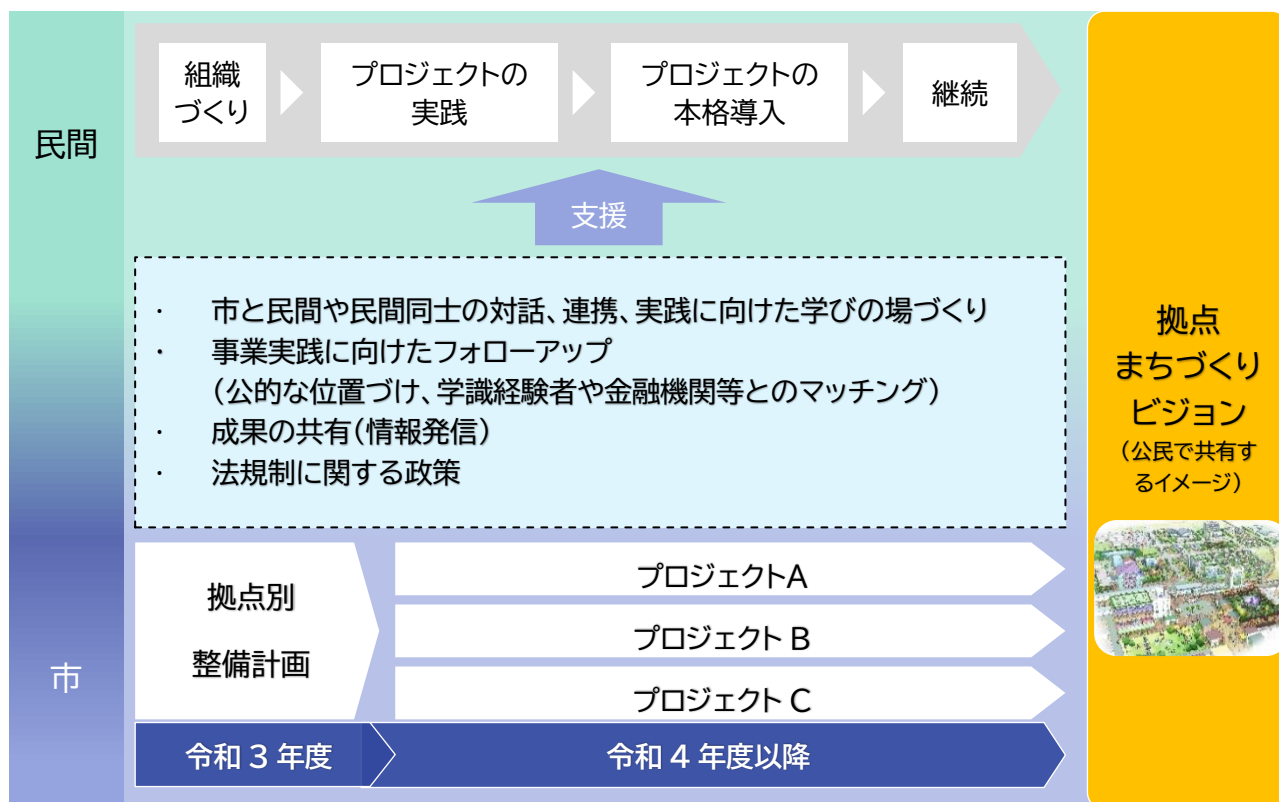 民間
組織
づくり
プロジェクトの
実践
プロジェクトの
本格導入
継続
支援
・ 市と民間や民間同士の対話、連携、実践に向けた学びの場づくり
・ 事業実践に向けたフォローアップ
（公的な位置づけ、学識経験者や金融機関等とのマッチング）
・ 成果の共有（情報発信）
・ 法規制に関する政策
市
拠点別
整備計画
プロジェクトA
プロジェクト B
プロジェクト C
令和 3 年度
令和 4 年度以降
拠点
まちづくり
ビジョン
（公民で共有す
るイメージ）